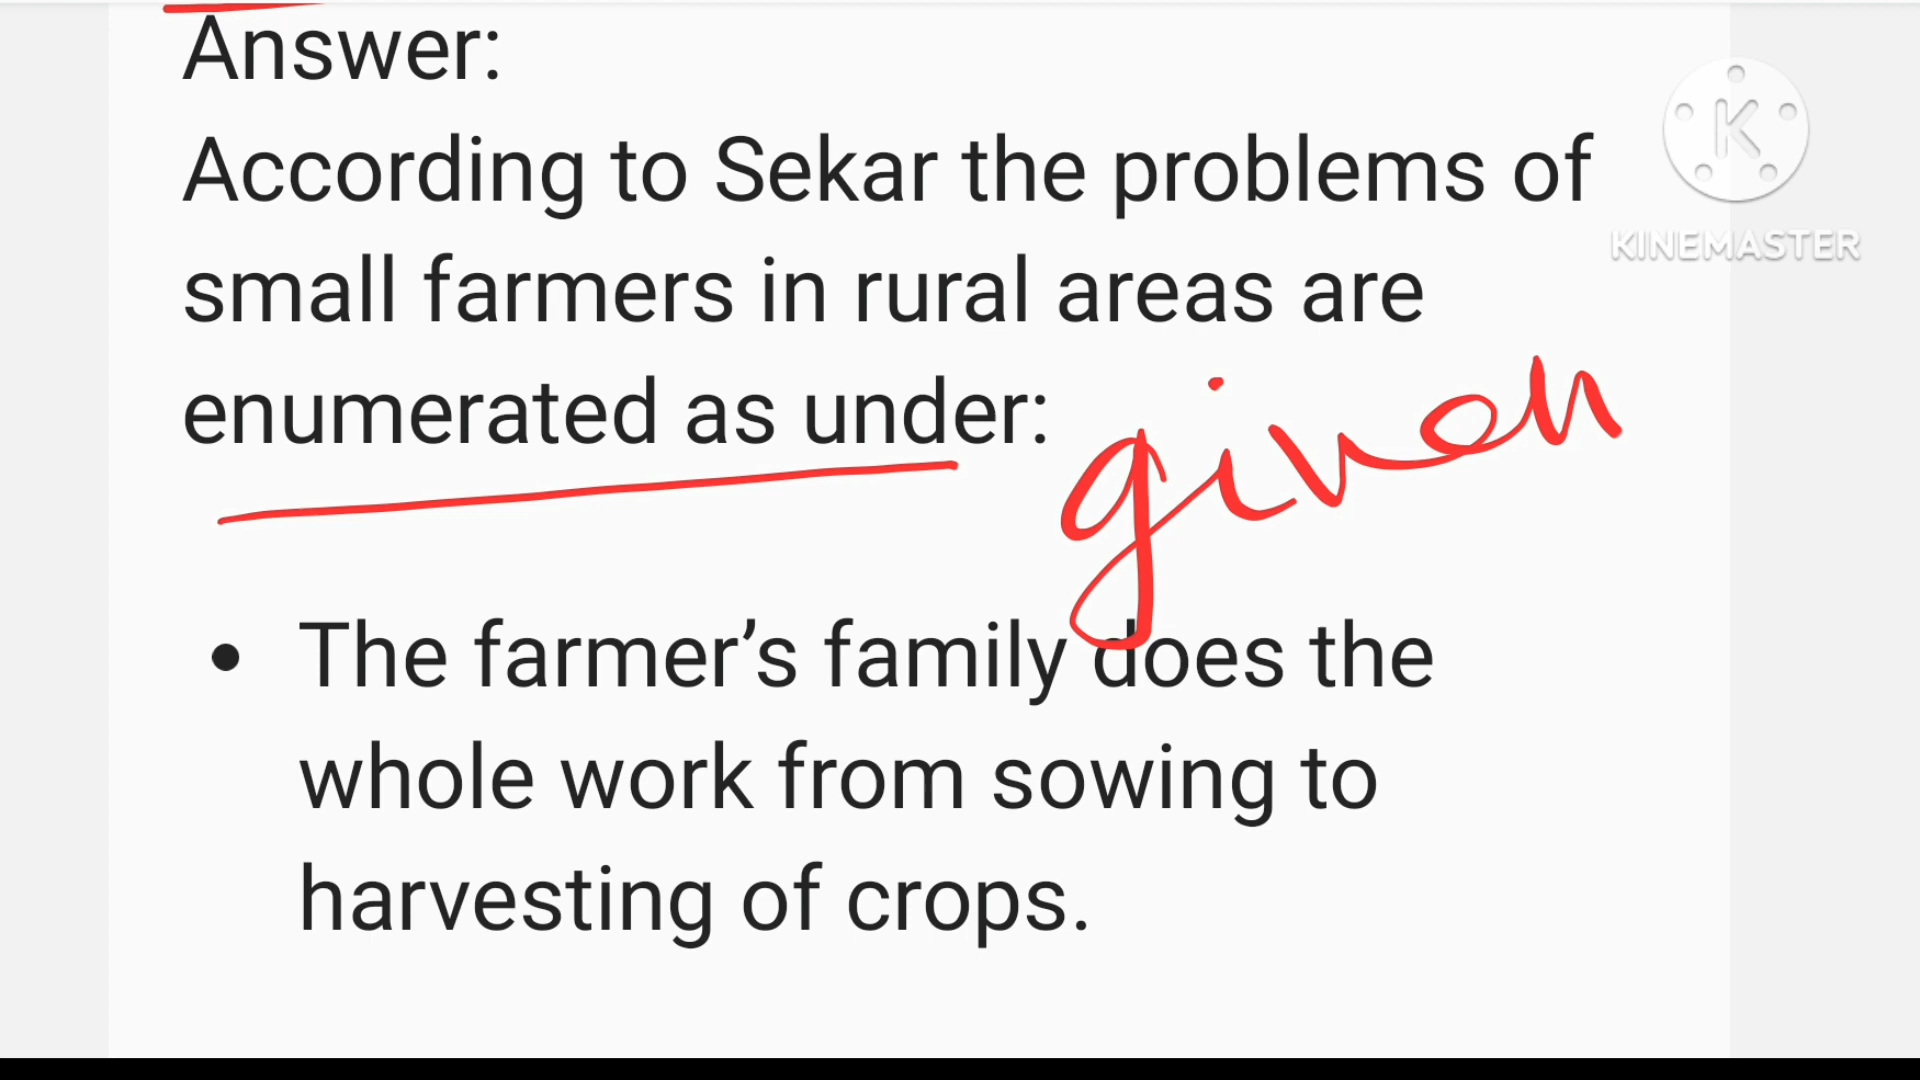 Answer:
According to Sekar the problems of
small farmers in rural areas are
enumerated as under:
given
• The farmer’s family does the
whole work from sowing to
harvesting of crops.
K
KINEMASTER